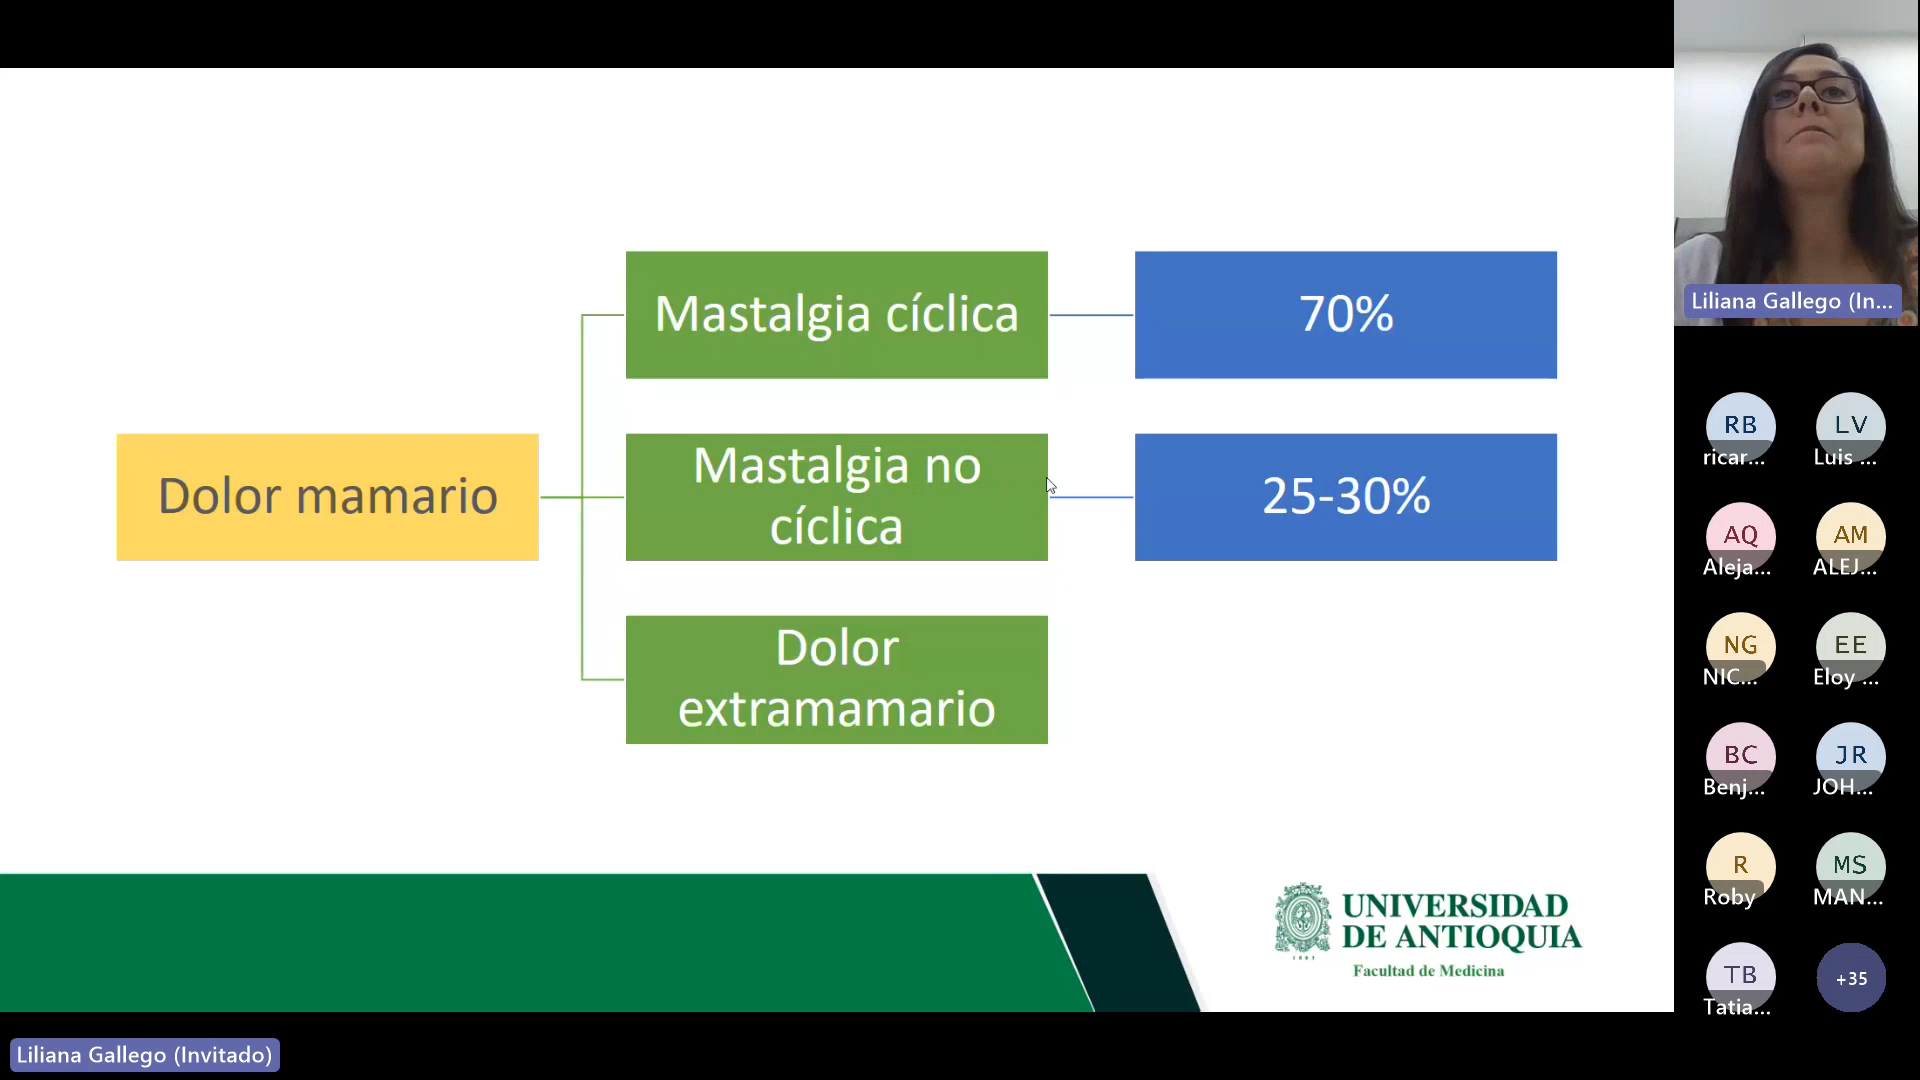 Mastalgia cíclica
70%
Dolor mamario
Mastalgia no
cíclica
25-30%
Dolor
extramamario
UNIVERSIDAD
DE ANTIOQUIA
Facultad de Medicina
1803
Liliana Gallego (In...
RB
ricar...
LV
Luis ...
AQ
Aleja...
AM
ALEJ...
NG
NIC...
EE
Eloy ...
BC
Benj...
JR
JOH...
R
Roby
MS
MAN...
TB
Tatia...
+35
Liliana Gallego (Invitado)